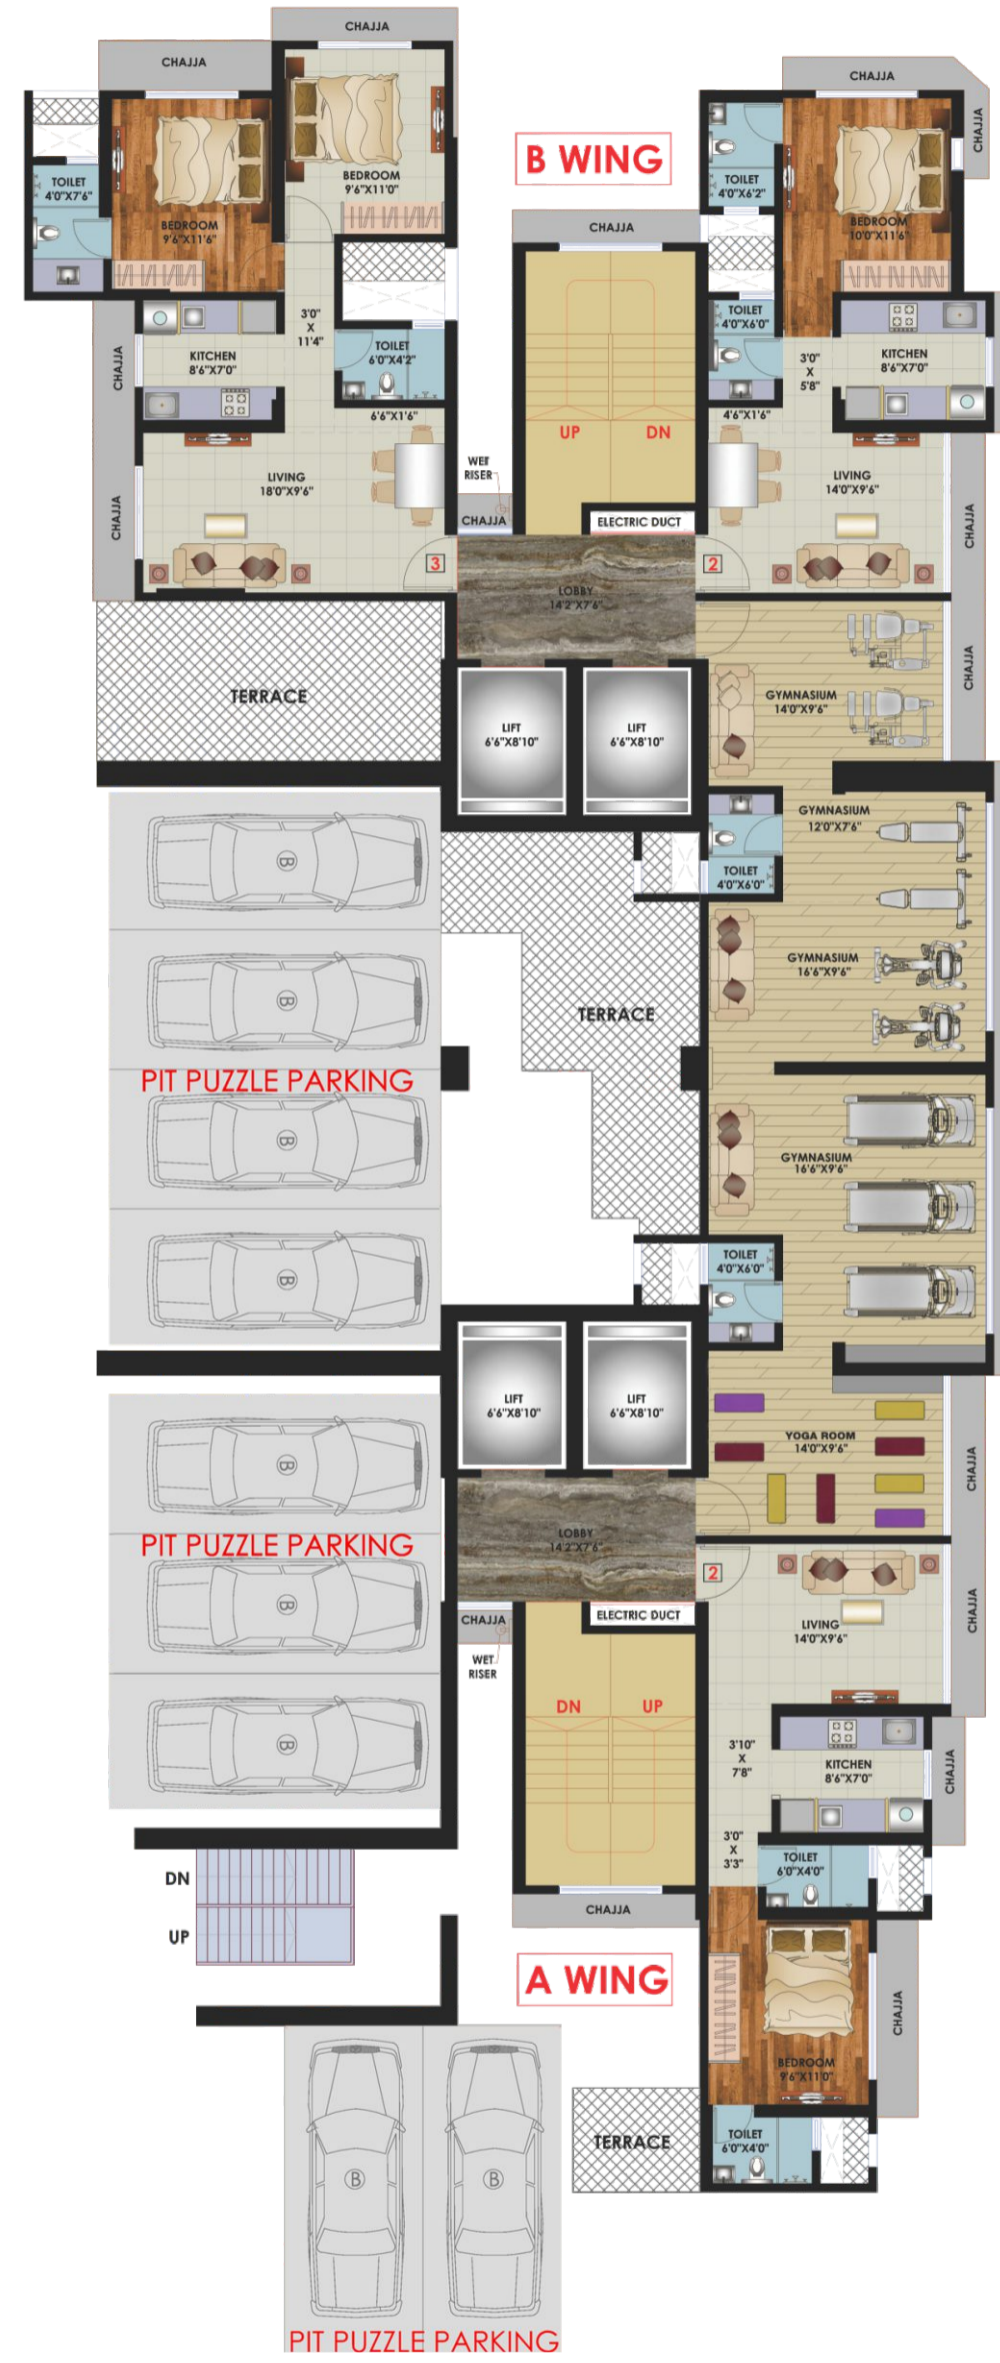 CHAJJA
CHAJJA
CHAJJA
CHAJJA
B WING
BEDROOM
9'6"X11'0"
TOILET
4'0"X7'6"
BEDROOM
9'6"X11'6"
TOILET
4'0"X6'2"
BEDROOM
10'0"X11'6"
CHAJJA
3'0"
X
11'4"
TOILET
4'0"X6'0"
CHAJJA
KITCHEN
8'6"X7'0"
TOILET
6'0"X4'2"
3'0"
X
5'8"
KITCHEN
8'6"X7'0"
6'6"X1'6"
4'6"X1'6"
UP
DN
WET
RISER
LIVING
18'0"X9'6"
LIVING
14'0"X9'6"
CHAJJA
CHAJJA
CHAJJA
ELECTRIC DUCT
3
2
LOBBY
14'2"X7'6"
CHAJJA
TERRACE
GYMNASIUM
14'0"X9'6"
LIFT
6'6"X8'10"
LIFT
6'6"X8'10"
GYMNASIUM
12'0"X7'6"
B
TOILET
4'0"X6'0"
GYMNASIUM
16'6"X9'6"
B
TERRACE
PIT PUZZLE PARKING
B
GYMNASIUM
16'6"X9'6"
B
TOILET
4'0"X6'0"
LIFT
6'6"X8'10"
LIFT
6'6"X8'10"
YOGA ROOM
14'0"X9'6"
CHAJJA
B
PIT PUZZLE PARKING
LOBBY
14'2"X7'6"
2
B
CHAJJA
ELECTRIC DUCT
CHAJJA
WET
RISER
LIVING
14'0"X9'6"
DN
UP
B
3'10"
X
7'8"
KITCHEN
8'6"X7'0"
CHAJJA
3'0"
X
3'3"
TOILET
6'0"X4'0"
DN
UP
CHAJJA
A WING
CHAJJA
BEDROOM
9'6"X11'0"
TERRACE
TOILET
6'0"X4'0"
B
B
PIT PUZZLE PARKING